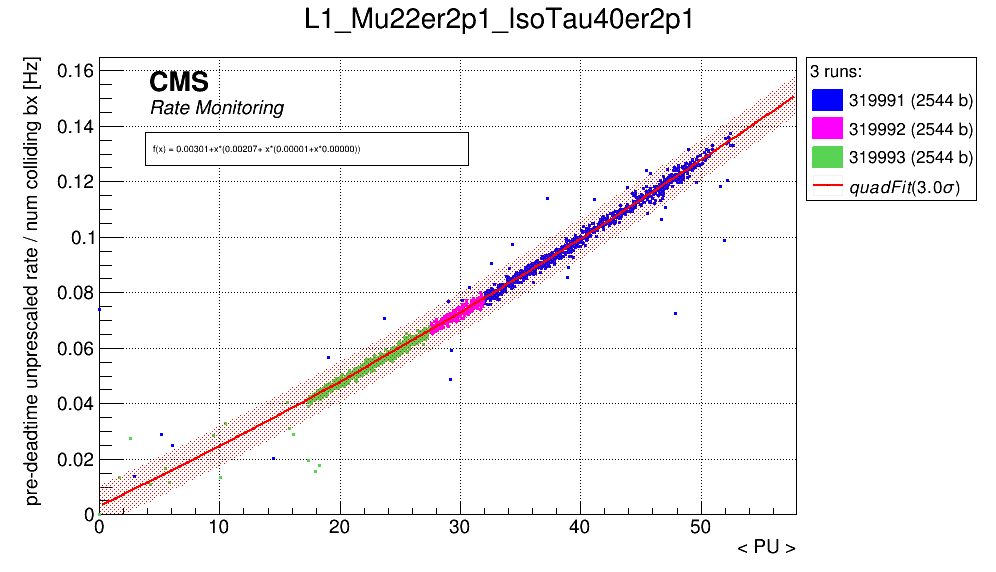 L1_Mu22er2p1_IsoTau40er2p1
pre-deadtime unprescaled rate / num colliding bx [Hz]
0.16
0.14
0.12
0.1
0.08
0.06
0.04
0.02
0
CMS
Rate Monitoring
f(x) = 0.00301+x*(0.00207+ x*(0.00001+x*0.00000))
3 runs:
319991 (2544 b)
319992 (2544 b)
319993 (2544 b)
quadFit(3.0σ)
0 10 20 30 40 50
< PU >